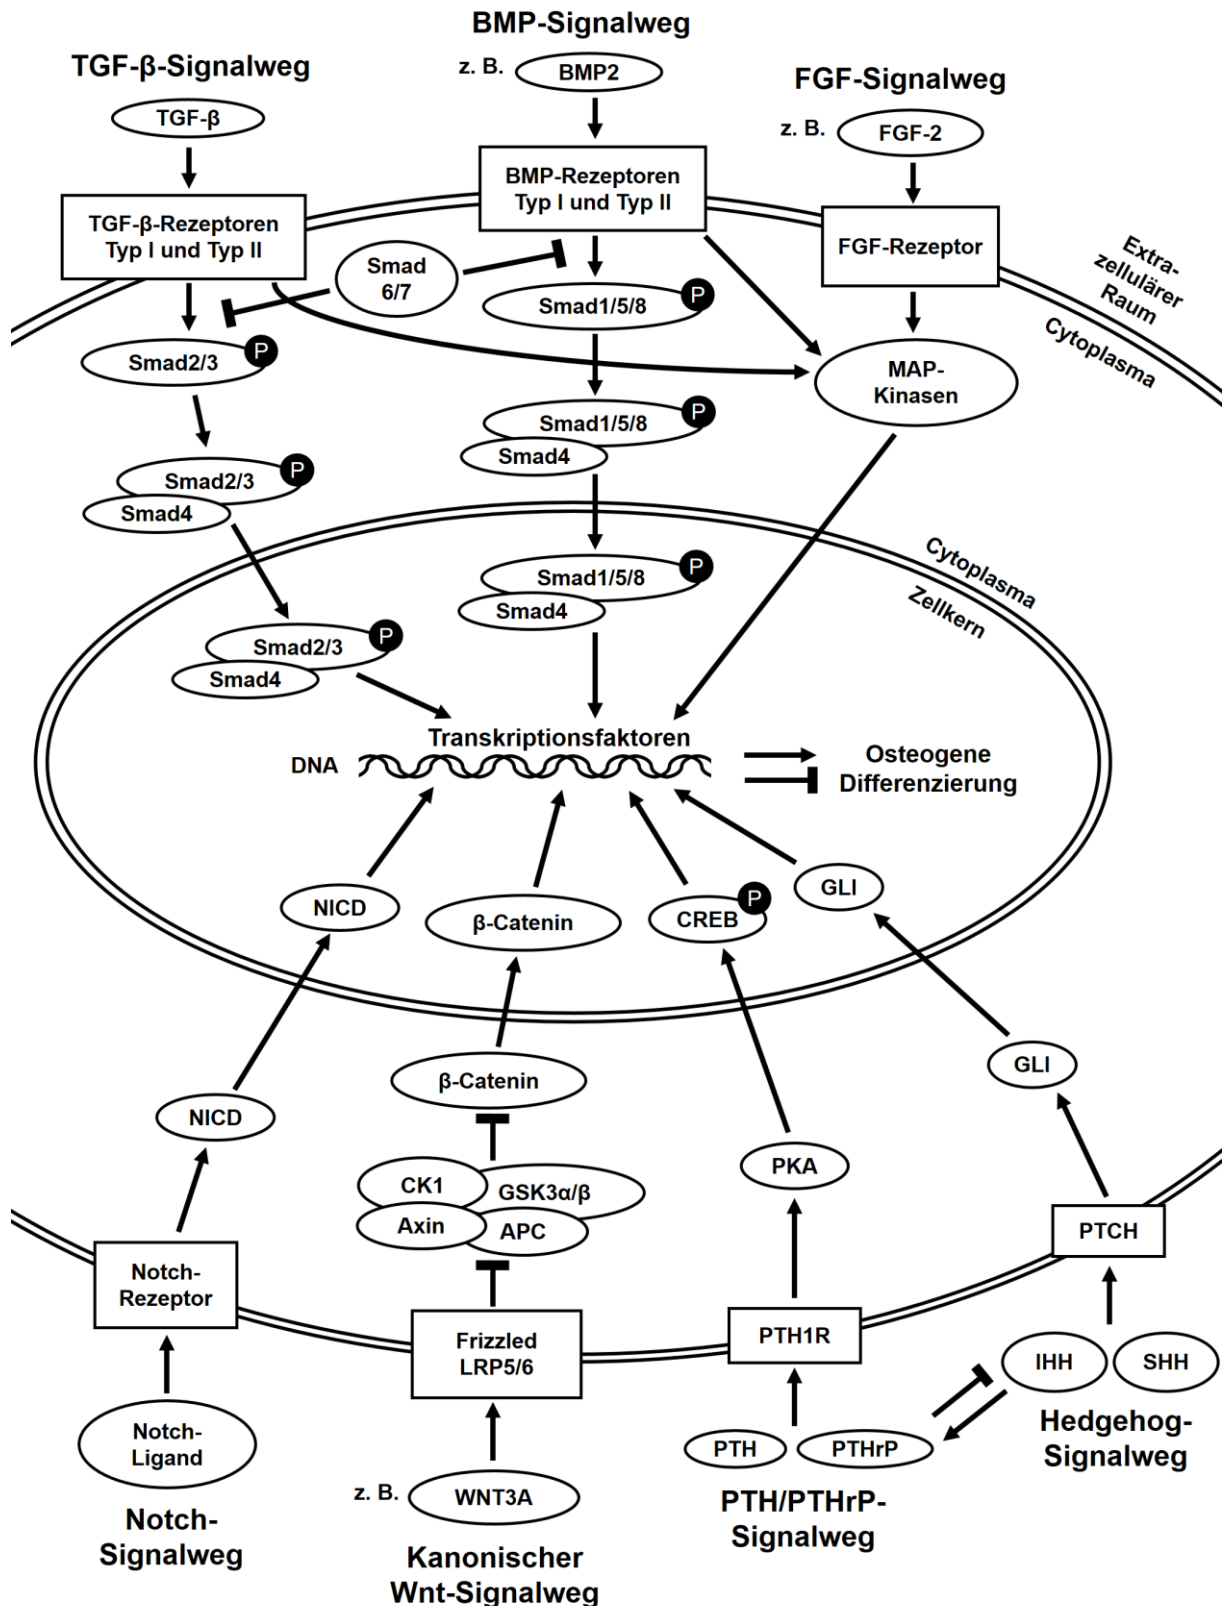 BMP-Signalweg
TGF-β-Signalweg
z. B.
BMP2
FGF-Signalweg
TGF-β
z. B.
FGF-2
BMP-Rezeptoren
Typ I und Typ II
TGF-β-Rezeptoren
Typ I und Typ II
FGF-Rezeptor
Extra-
zellulärer
Raum
Cytoplasma
Smad
6/7
Smad1/5/8
P
Smad2/3
P
MAP-
Kinasen
Smad1/5/8
P
Smad4
Smad2/3
P
Smad4
Cytoplasma
Zellkern
Smad1/5/8
P
Smad4
Smad2/3
P
Smad4
Transkriptionsfaktoren
DNA
Osteogene
Differenzierung
NICD
β-Catenin
CREB
P
GLI
β-Catenin
GLI
NICD
PKA
CK1
GSK3α/β
Axin
APC
PTCH
Notch-
Rezeptor
Frizzled
LRP5/6
PTH1R
IHH
SHH
Notch-
Ligand
PTH
PTHrP
Hedgehog-
Signalweg
z. B.
WNT3A
PTH/PTHrP-
Signalweg
Notch-
Signalweg
Kanonischer
Wnt-Signalweg